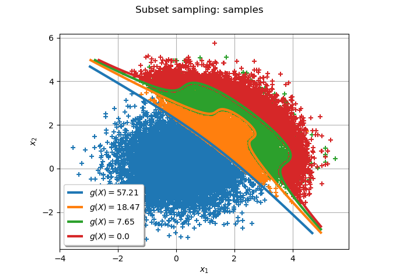 Subset sampling: samples
6
4
2
0
−2
x2
g(X) = 57.21
g(X) = 18.47
g(X) = 7.65
g(X) = 0.0
−4
−2
0
2
4
x1